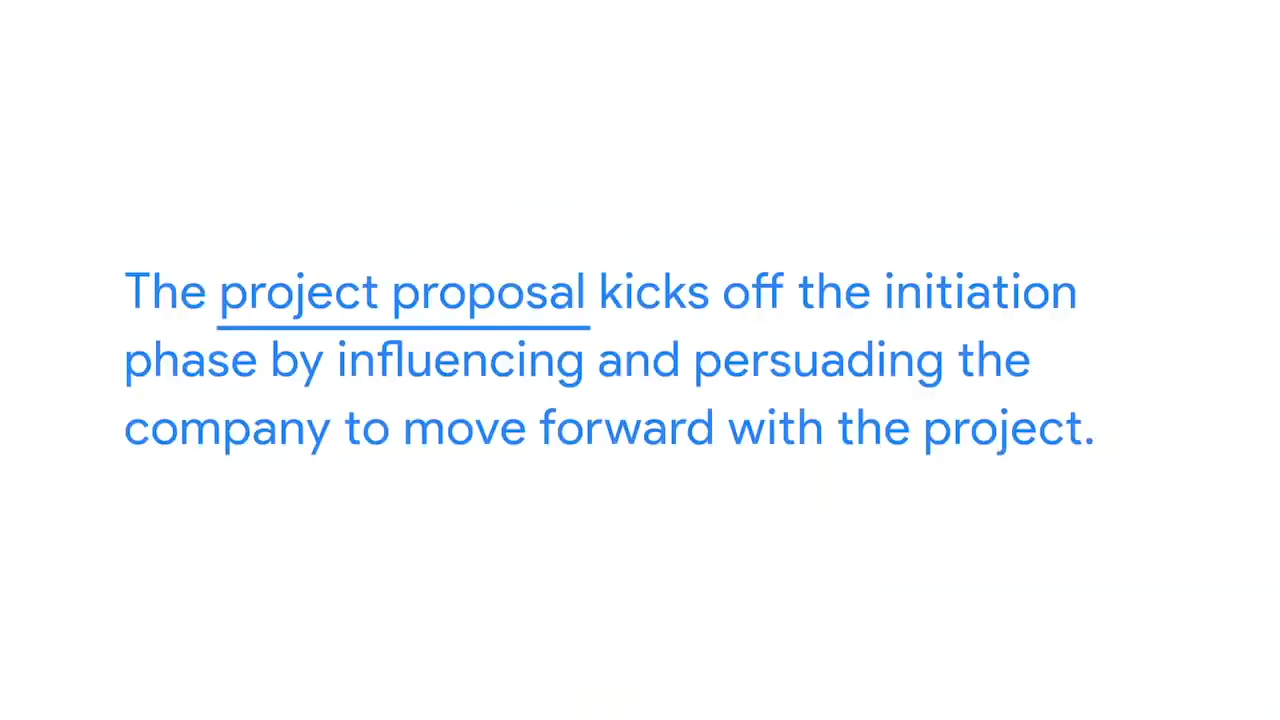 The project proposal kicks off the initiation
phase by influencing and persuading the
company to move forward with the project.